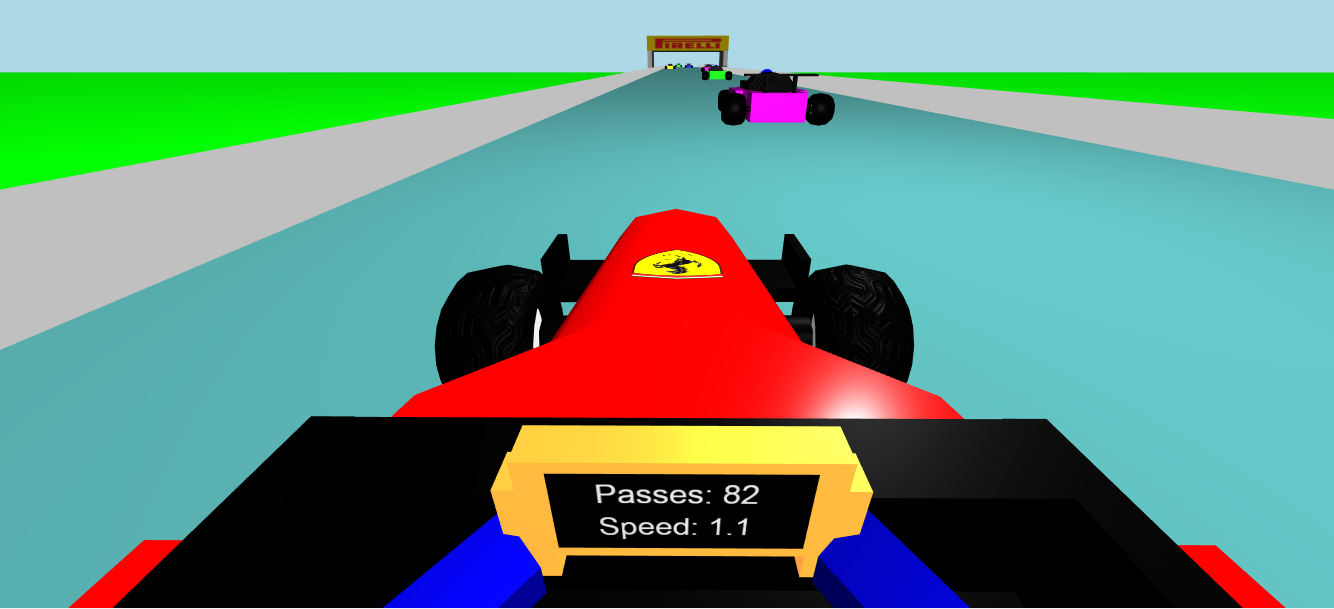 PIRELLI
Passes: 82
Speed: 1.1